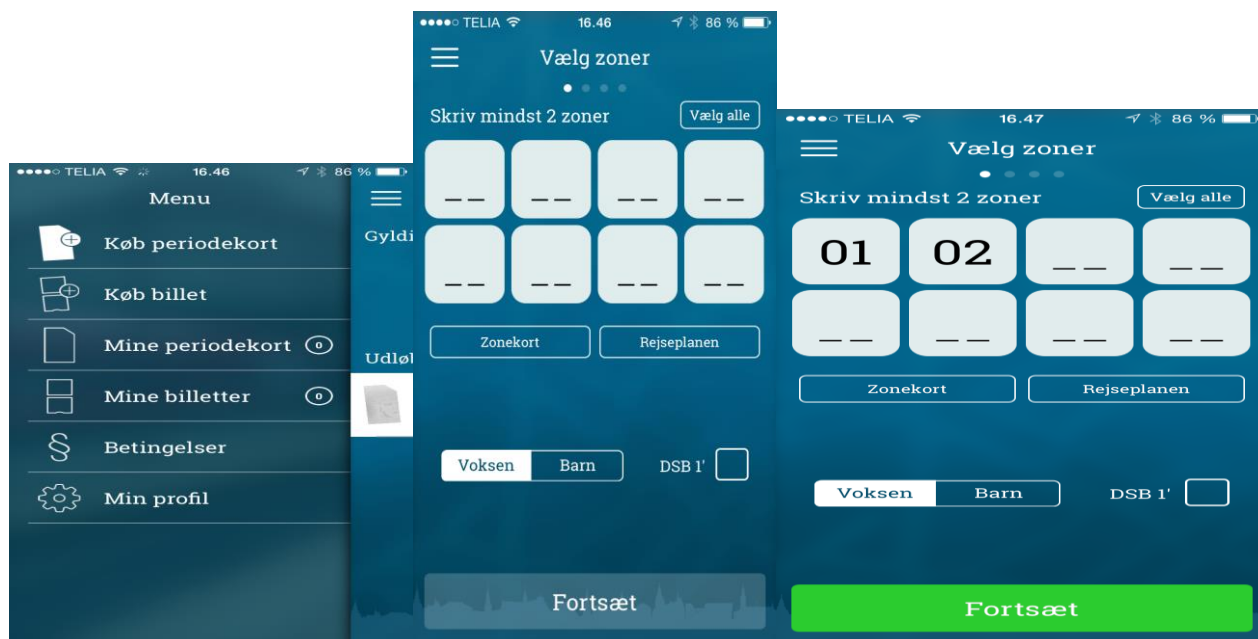 TELIA 16.46 86 %
Menu
Køb periodekort
Køb billet
Mine periodekort 0
Mine billetter 0
Betingelser
Min profil
Gyldi
Udløb
TELIA 16.46 86 %
Vælg zoner
Skriv mindst 2 zoner Vælg alle
_ _ _ _ _ _ _ _
_ _ _ _ _ _ _ _
Zonekort Rejseplanen
Voksen Barn DSB 1'
Fortsæt
TELIA 16.47 86 %
Vælg zoner
Skriv mindst 2 zoner Vælg alle
01 02 _ _ _ _
_ _ _ _ _ _ _ _
Zonekort Rejseplanen
Voksen Barn DSB 1'
Fortsæt